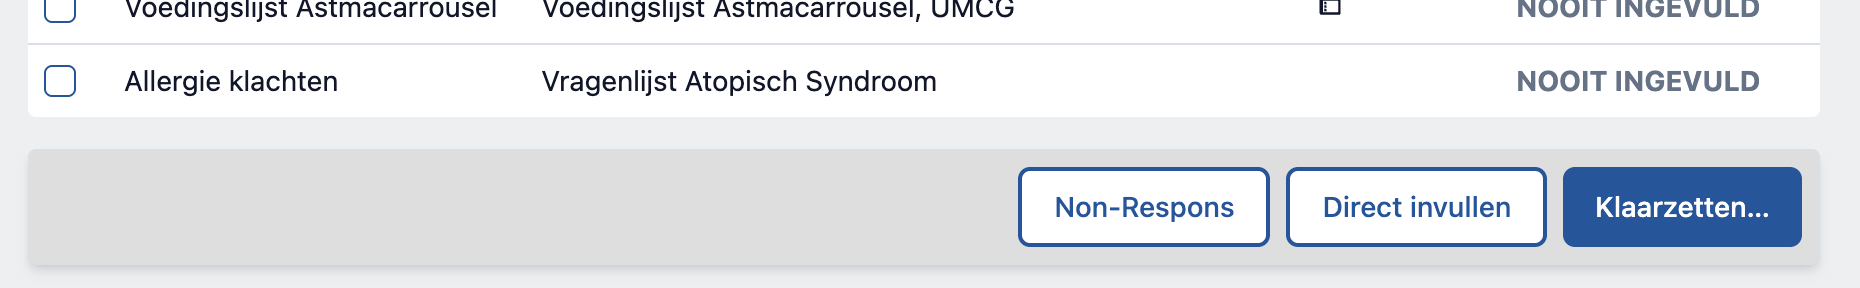 Voedingslijst Astmacarrousel Voedingslijst Astmacarrousel, UMCG NOOIT INGEVULD
Allergie klachten Vragenlijst Atopisch Syndroom NOOIT INGEVULD
Non-Respons Direct invullen Klaarzetten...